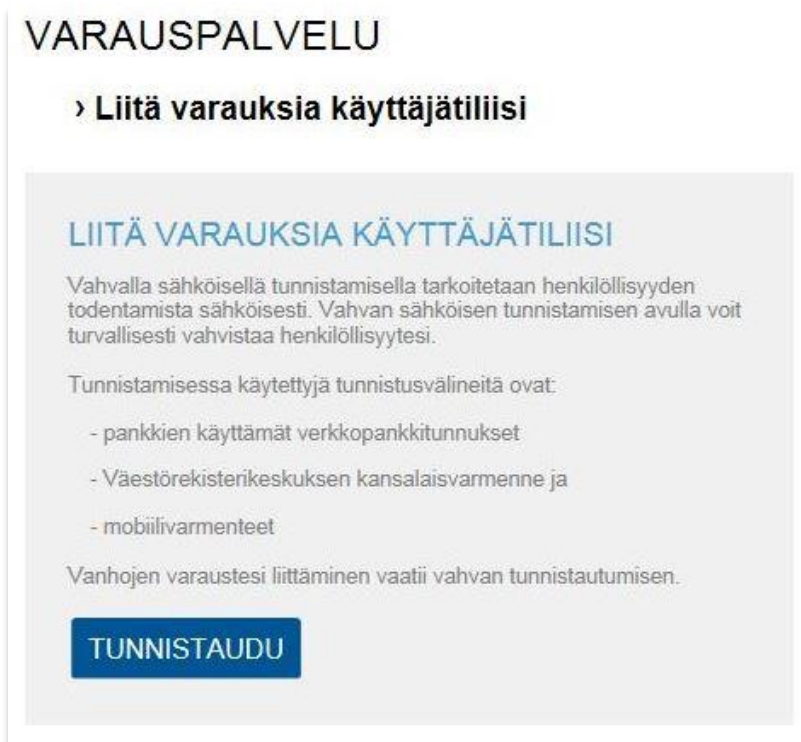 VARAUSPALVELU
› Liitä varauksia käyttäjätiliisi
LIITÄ VARAUKSIA KÄYTTÄJÄTILIISI
Vahvalla sähköisellä tunnistamisella tarkoitetaan henkilöllisyyden
todentamista sähköisesti. Vahvan sähköisen tunnistamisen avulla voit
turvallisesti vahvistaa henkilöllisyytesi.
Tunnistamisessa käytettyjä tunnistusvälineitä ovat:
- pankkien käyttämät verkkopankkitunnukset
- Väestörekisterikeskuksen kansalaisvarmenne ja
- mobiilivarmenteet
Vanhojen varaustesi liittäminen vaatii vahvan tunnistautumisen.
TUNNISTAUDU